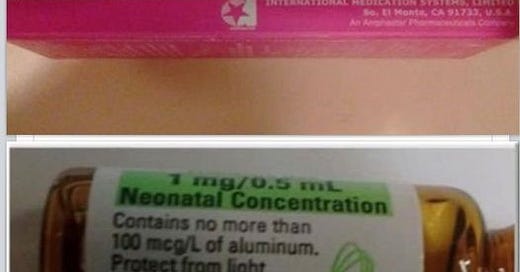 INTERNATIONAL MEDICATION SYSTEMS, LIMITED
So. El Monte, CA 91733, U.S.A.
An Amphastar Pharmaceuticals Company
1 mg/0.5 mL
Neonatal Concentration
Contains no more than
100 mcg/L of aluminum.
Protect from light